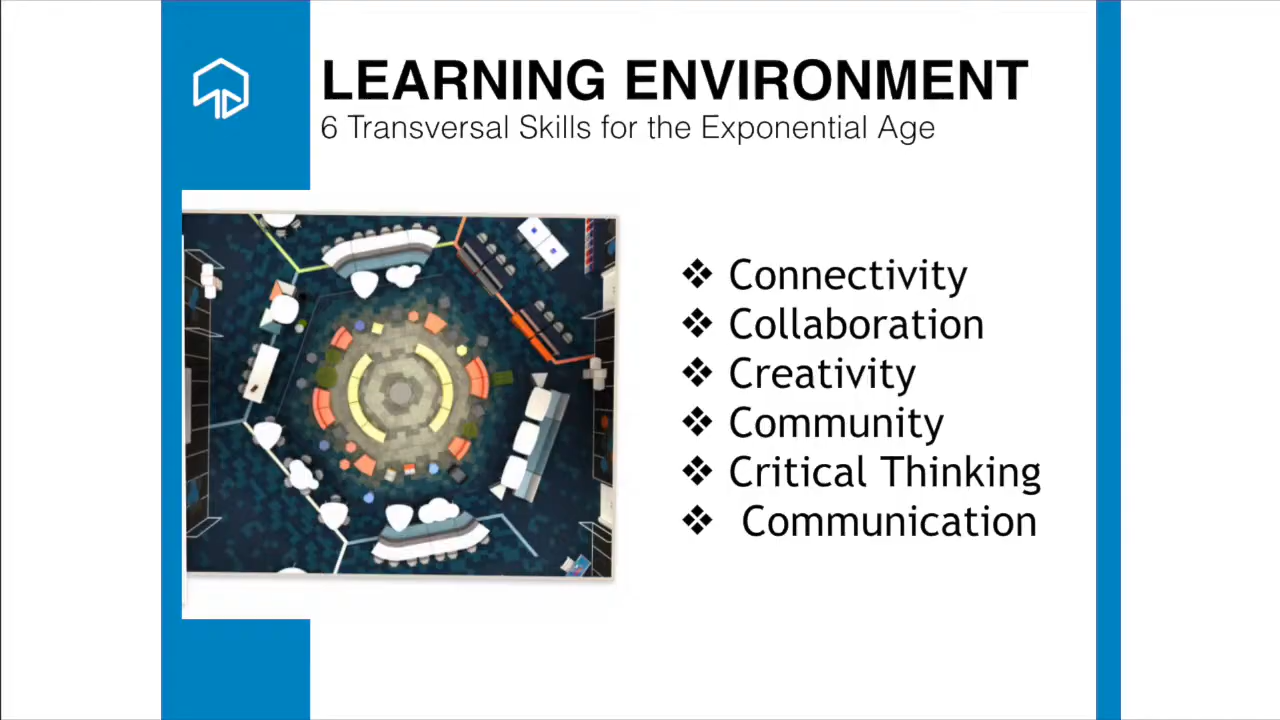 LEARNING ENVIRONMENT
6 Transversal Skills for the Exponential Age
❖ Connectivity
❖ Collaboration
❖ Creativity
❖ Community
❖ Critical Thinking
❖ Communication